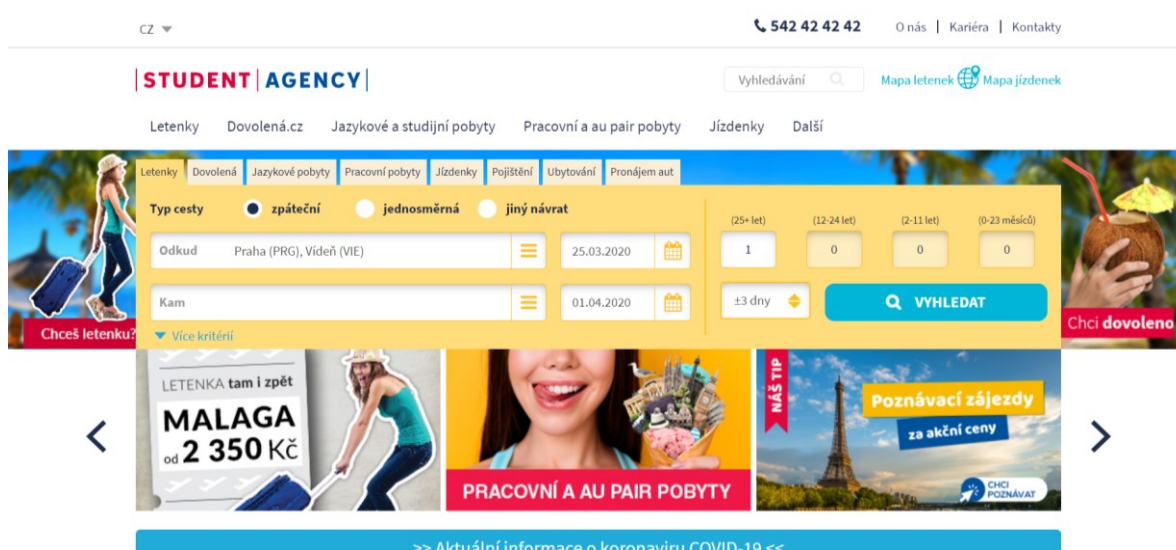 CZ
542 42 42 42 O nás | Kariéra | Kontakty
STUDENT AGENCY
Vyhledávání
Mapa letenek Mapa jízdenek
Letenky Dovolená.cz Jazykové a studijní pobyty Pracovní a au pair pobyty Jízdenky Další
Letenky Dovolená Jazykové pobyty Pracovní pobyty Jízdenky Pojištění Ubytování Pronájem aut
Typ cesty zpáteční jednosměrná jiný návrat
(25+ let) (12-24 let) (2-11 let) (0-23 měsíců)
Odkud Praha (PRG), Vídeň (VIE) 25.03.2020 1 0 0 0
Kam 01.04.2020 ±3 dny VYHLEDAT
Více kritérií
Chceš letenku?
Chci dovoleno
LETENKA tam i zpět
MALAGA
od 2 350 Kč
PRACOVNÍ A AU PAIR POBYTY
NÁŠ TIP
Poznávací zájezdy
za akční ceny
CHCI
POZNÁVAT
>> Aktuální informace o koronaviru COVID-19 <<